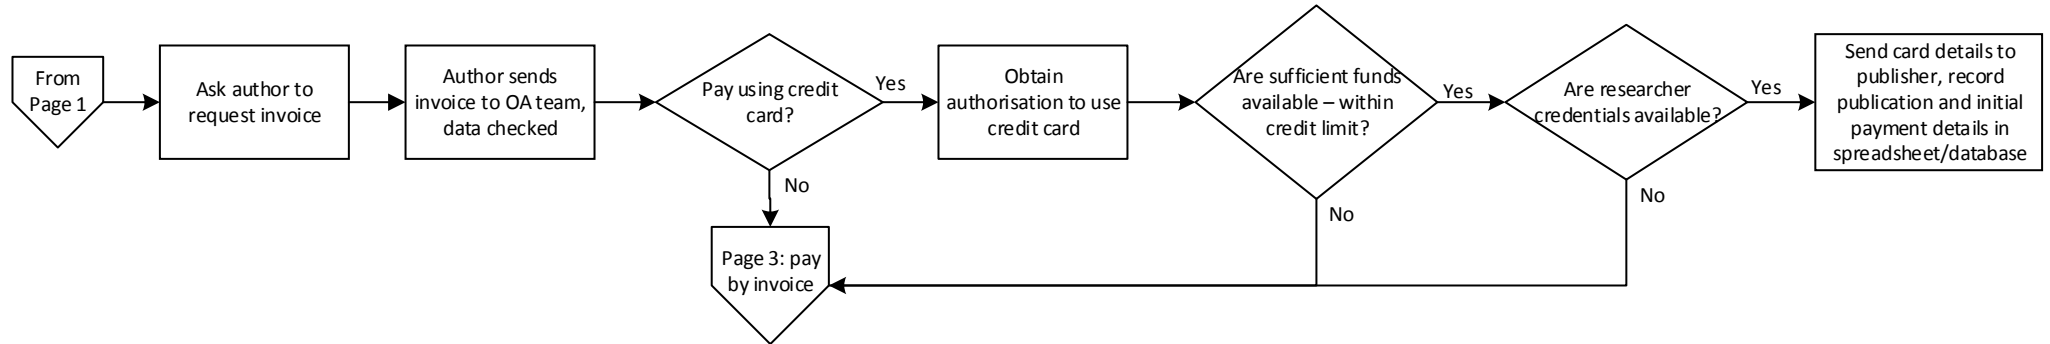 From
Page 1
Ask author to
request invoice
Author sends
invoice to OA team,
data checked
Pay using credit
card?
Yes
No
Page 3: pay
by invoice
Obtain
authorisation to use
credit card
Are sufficient funds
available – within
credit limit?
Yes
No
Are researcher
credentials available?
Yes
No
Send card details to
publisher, record
publication and initial
payment details in
spreadsheet/database